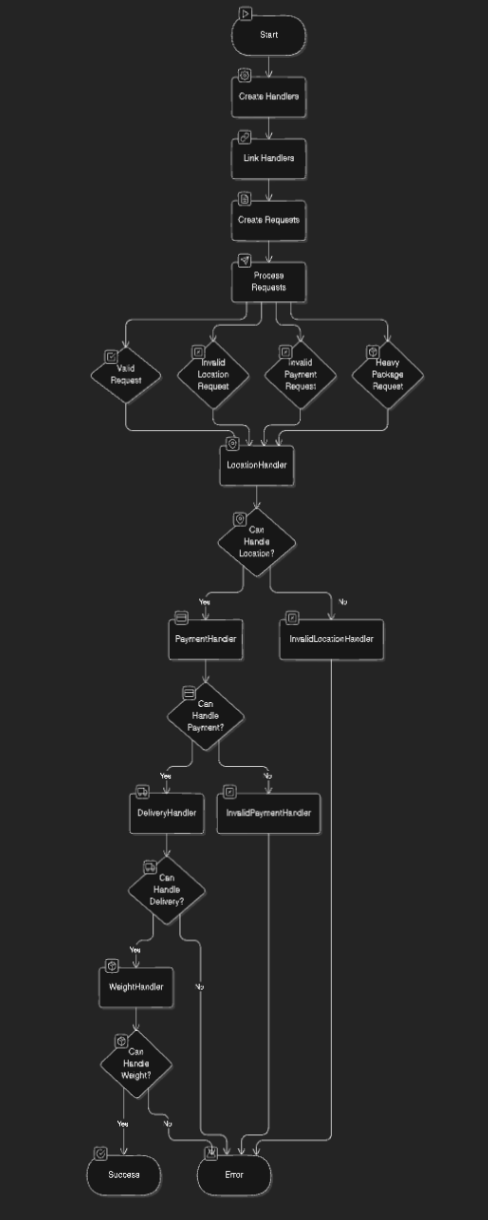 Start
Create Handlers
Link Handlers
Create Requests
Process
Requests
Valid
Request
Invalid
Location
Request
Invalid
Payment
Request
Heavy
Package
Request
LocationHandler
Can
Handle
Location?
Yes
No
PaymentHandler
InvalidLocationHandler
Can
Handle
Payment?
Yes
No
DeliveryHandler
InvalidPaymentHandler
Can
Handle
Delivery?
Yes
No
WeightHandler
Can
Handle
Weight?
Yes
No
Success
Error